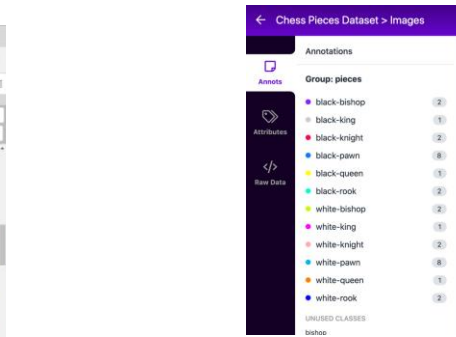 ← Chess Pieces Dataset > Images
Annotations
Annots
Group: pieces
black-bishop 2
black-king 1
Attributes
black-knight 2
black-pawn 8
black-queen 1
</>
Raw Data
black-rook 2
white-bishop 2
white-king 1
white-knight 2
white-pawn 8
white-queen 1
white-rook 2
UNUSED CLASSES
bishop